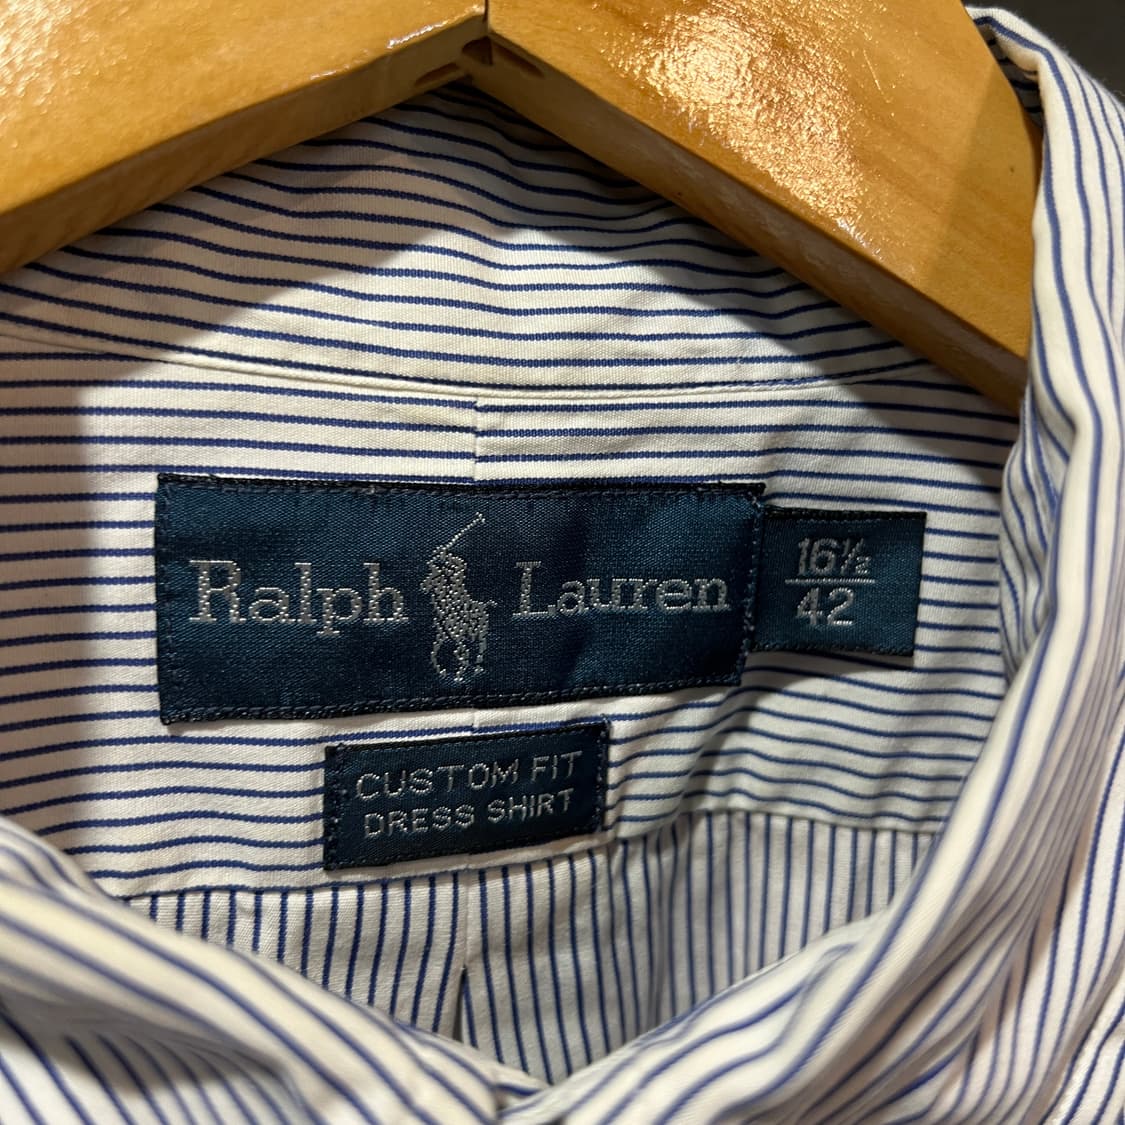 Ralph Lauren
16½
42
CUSTOM FIT
DRESS SHIRT